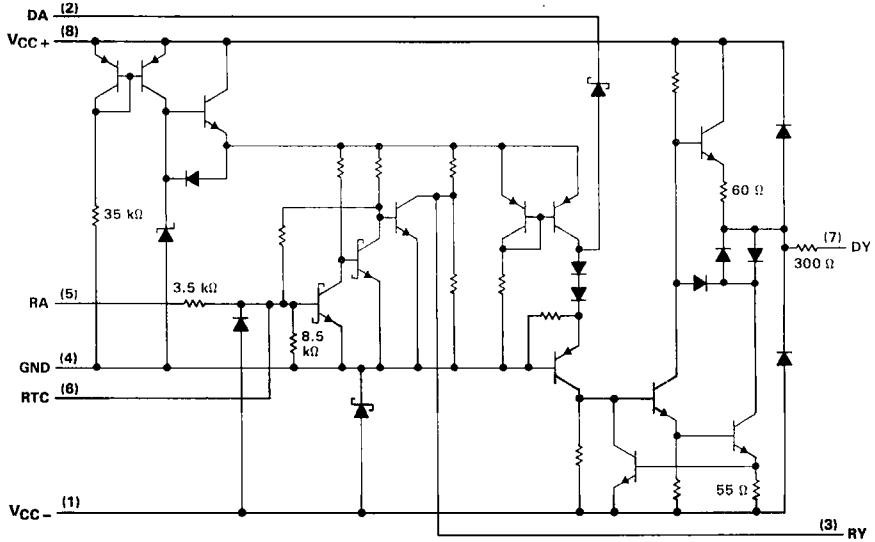 DA (2)
VCC+ (8)
60 Ω
35 kΩ
(7) DY
300 Ω
RA (5) 3.5 kΩ
8.5 kΩ
GND (4)
RTC (6)
55 Ω
VCC− (1)
(3) RY